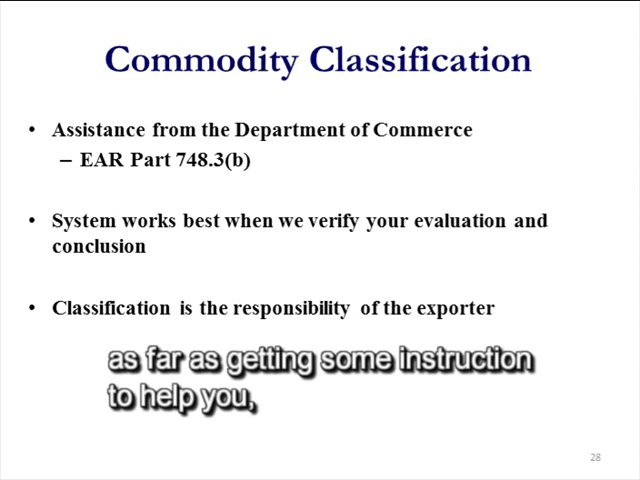 Commodity Classification
• Assistance from the Department of Commerce
– EAR Part 748.3(b)
• System works best when we verify your evaluation and
conclusion
• Classification is the responsibility of the exporter
as far as getting some instruction
to help you,
28